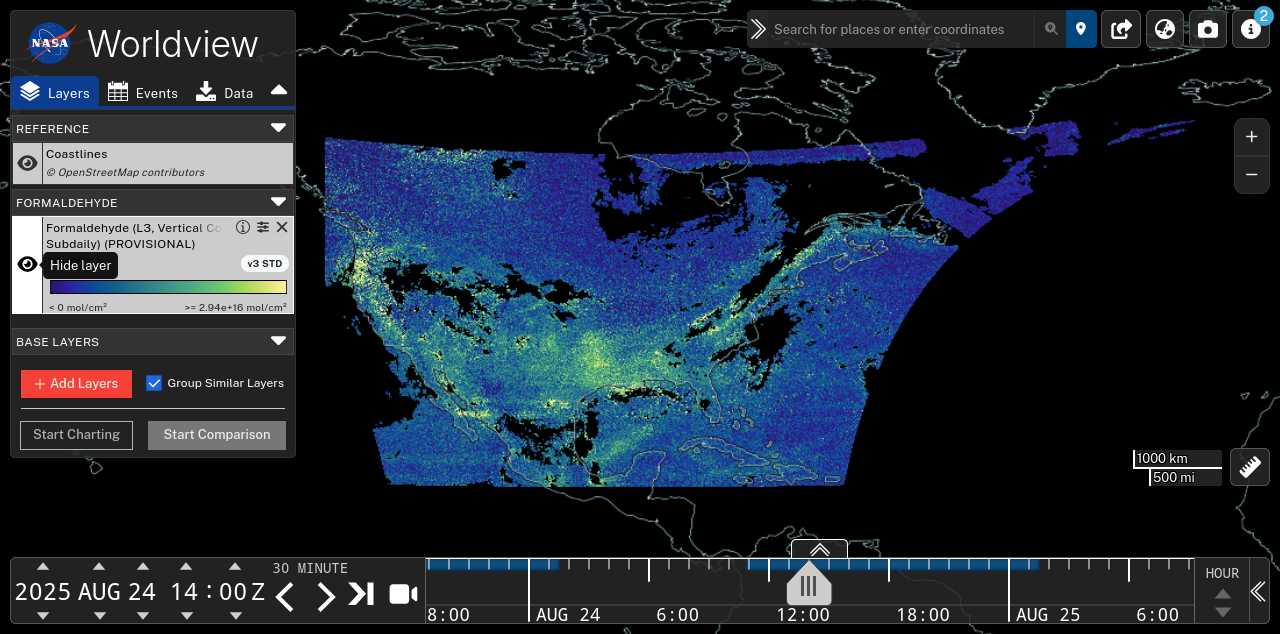 NASA
Worldview
Layers
Events
Data
REFERENCE
Coastlines
© OpenStreetMap contributors
FORMALDEHYDE
Formaldehyde (L3, Vertical Co
Subdaily) (PROVISIONAL)
Hide layer
v3 STD
< 0 mol/cm² >= 2.94e+16 mol/cm²
BASE LAYERS
+ Add Layers
Group Similar Layers
Start Charting
Start Comparison
Search for places or enter coordinates
2
+
−
1000 km
500 mi
2025 AUG 24 14:00 Z
30 MINUTE
8:00 AUG 24 6:00 12:00 18:00 AUG 25 6:00
HOUR